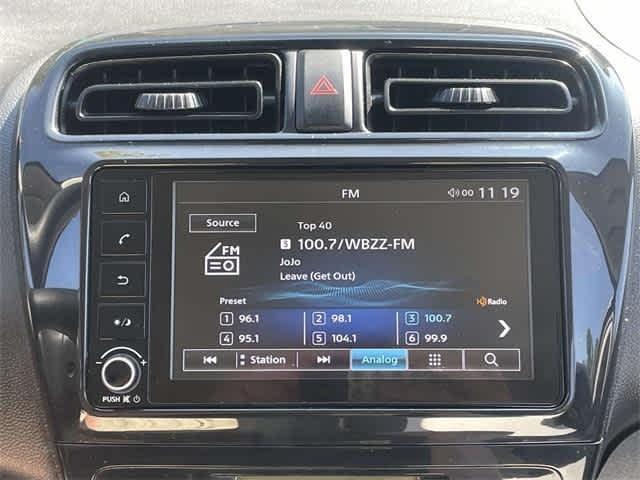 FM
00 11 19
Source
Top 40
FM
S 100.7/WBZZ-FM
JoJo
Leave (Get Out)
Preset
HD Radio
1 96.1 2 98.1 3 100.7
4 95.1 5 104.1 6 99.9
Station Analog
- +
PUSH